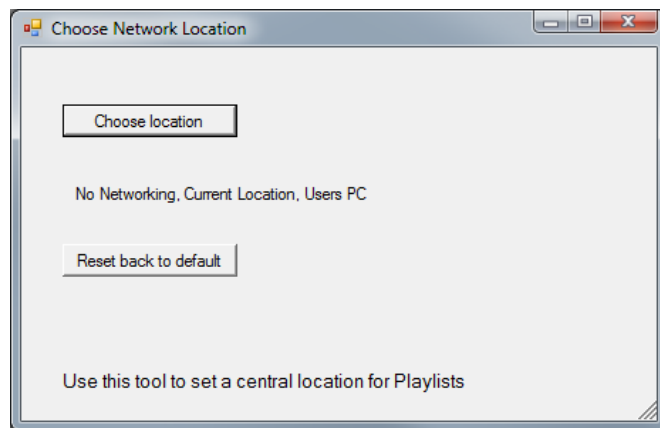 Choose Network Location
Choose location
No Networking, Current Location, Users PC
Reset back to default
Use this tool to set a central location for Playlists